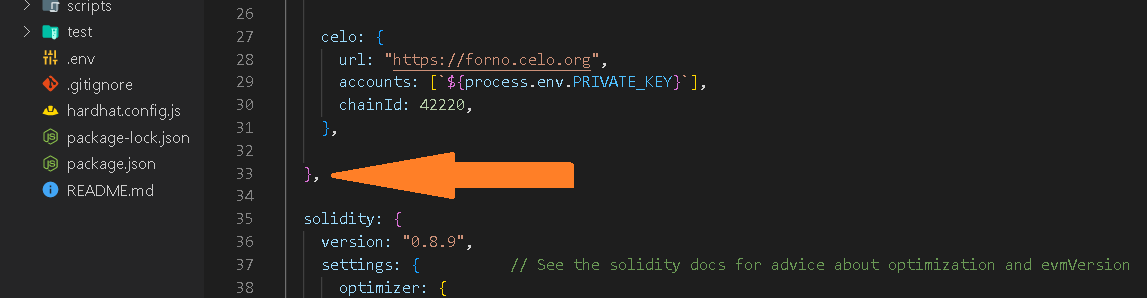 scripts
test
.env
.gitignore
hardhat.config.js
package-lock.json
package.json
README.md
26
27 celo: {
28 url: "https://forno.celo.org",
29 accounts: [`${process.env.PRIVATE_KEY}`],
30 chainId: 42220,
31 },
32
33 },
34
35 solidity: {
36 version: "0.8.9",
37 settings: { // See the solidity docs for advice about optimization and evmVersion
38 optimizer: {